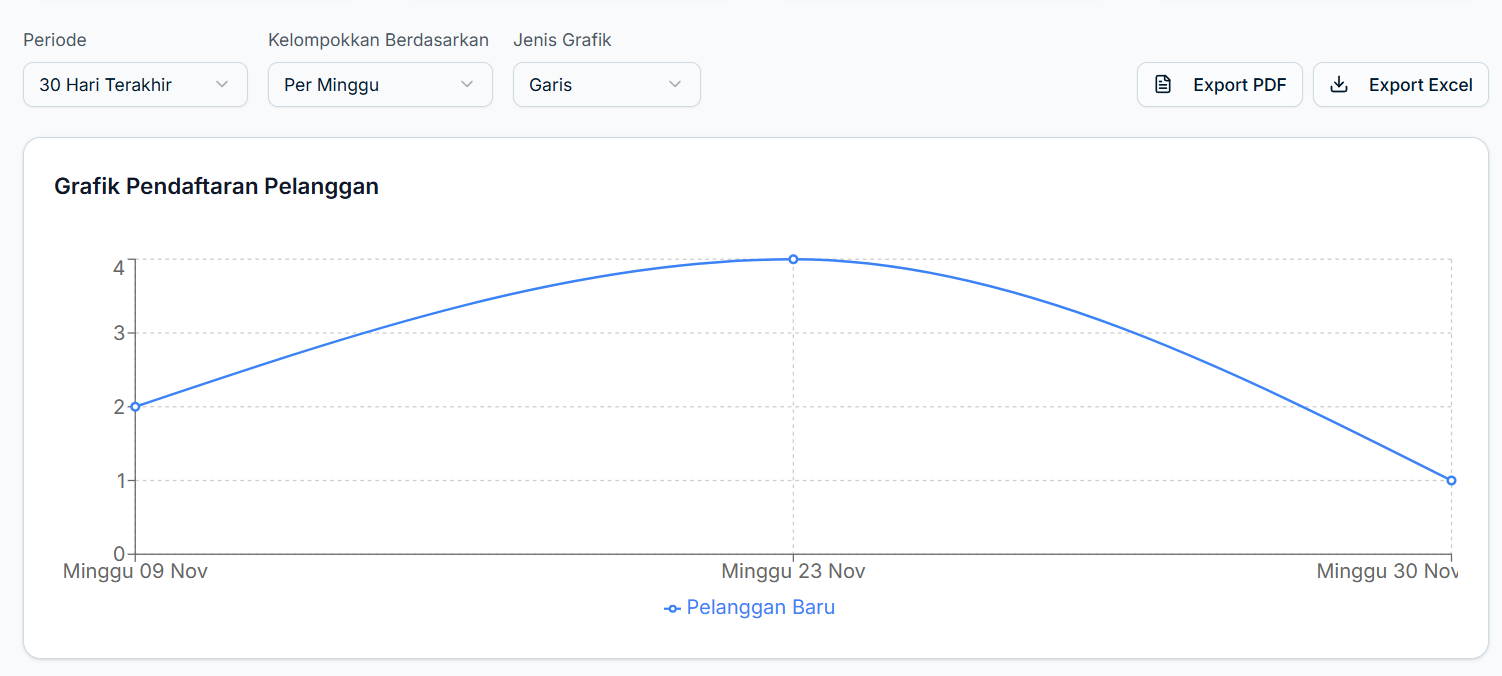 Periode Kelompokkan Berdasarkan Jenis Grafik
30 Hari Terakhir Per Minggu Garis Export PDF Export Excel
Grafik Pendaftaran Pelanggan
4
3
2
1
0
Minggu 09 Nov Minggu 23 Nov Minggu 30 Nov
Pelanggan Baru